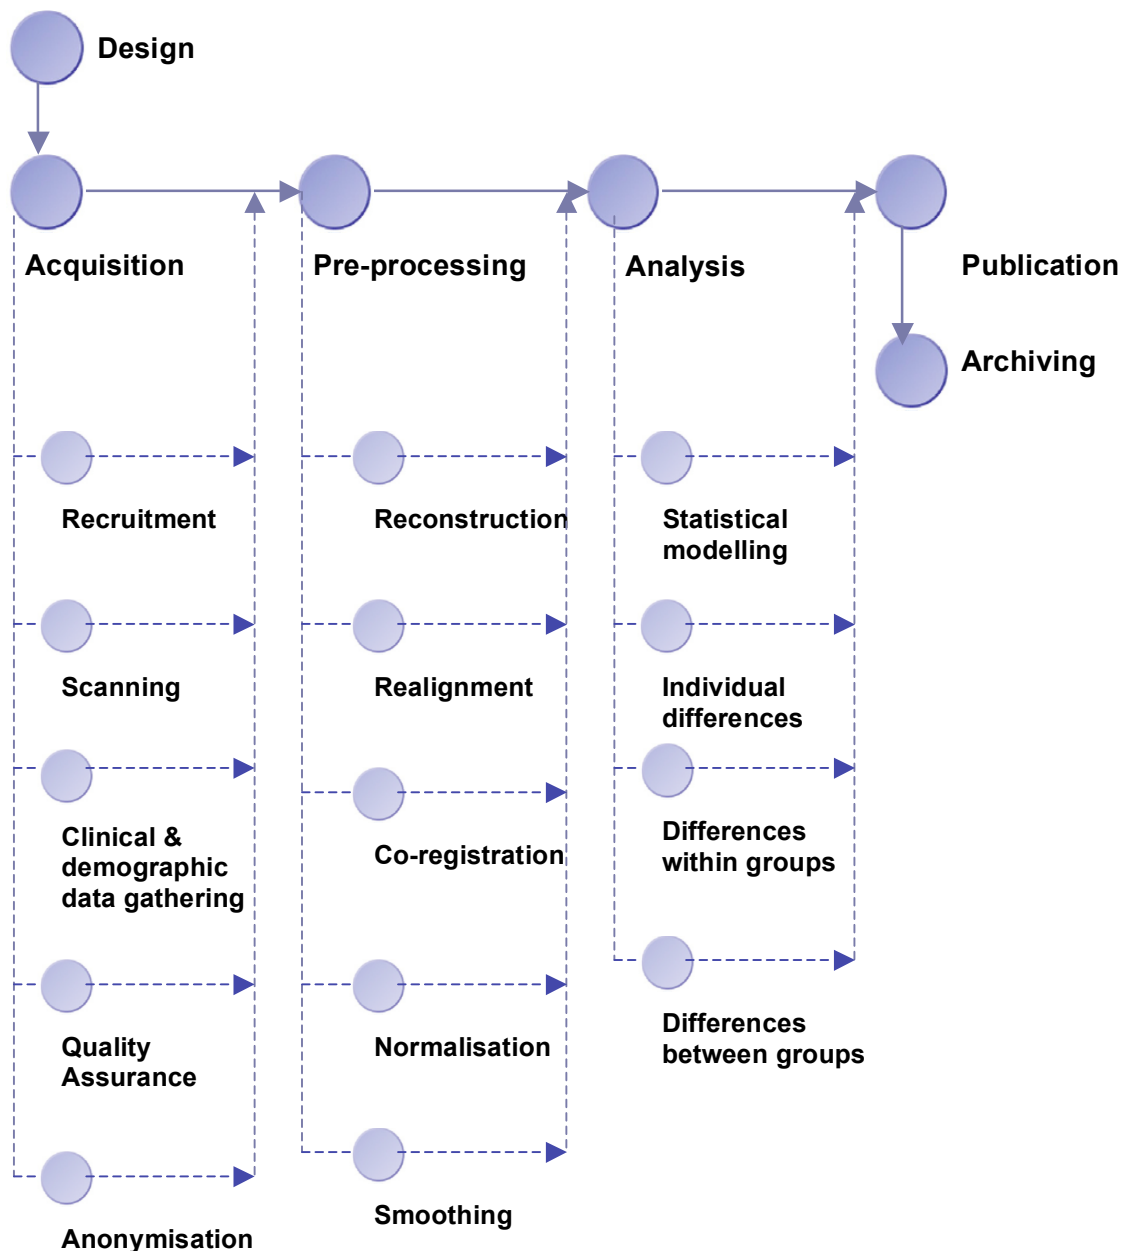 Design
Acquisition
Pre-processing
Analysis
Publication
Archiving
Recruitment
Scanning
Clinical &
demographic
data gathering
Quality
Assurance
Anonymisation
Reconstruction
Realignment
Co-registration
Normalisation
Smoothing
Statistical
modelling
Individual
differences
Differences
within groups
Differences
between groups